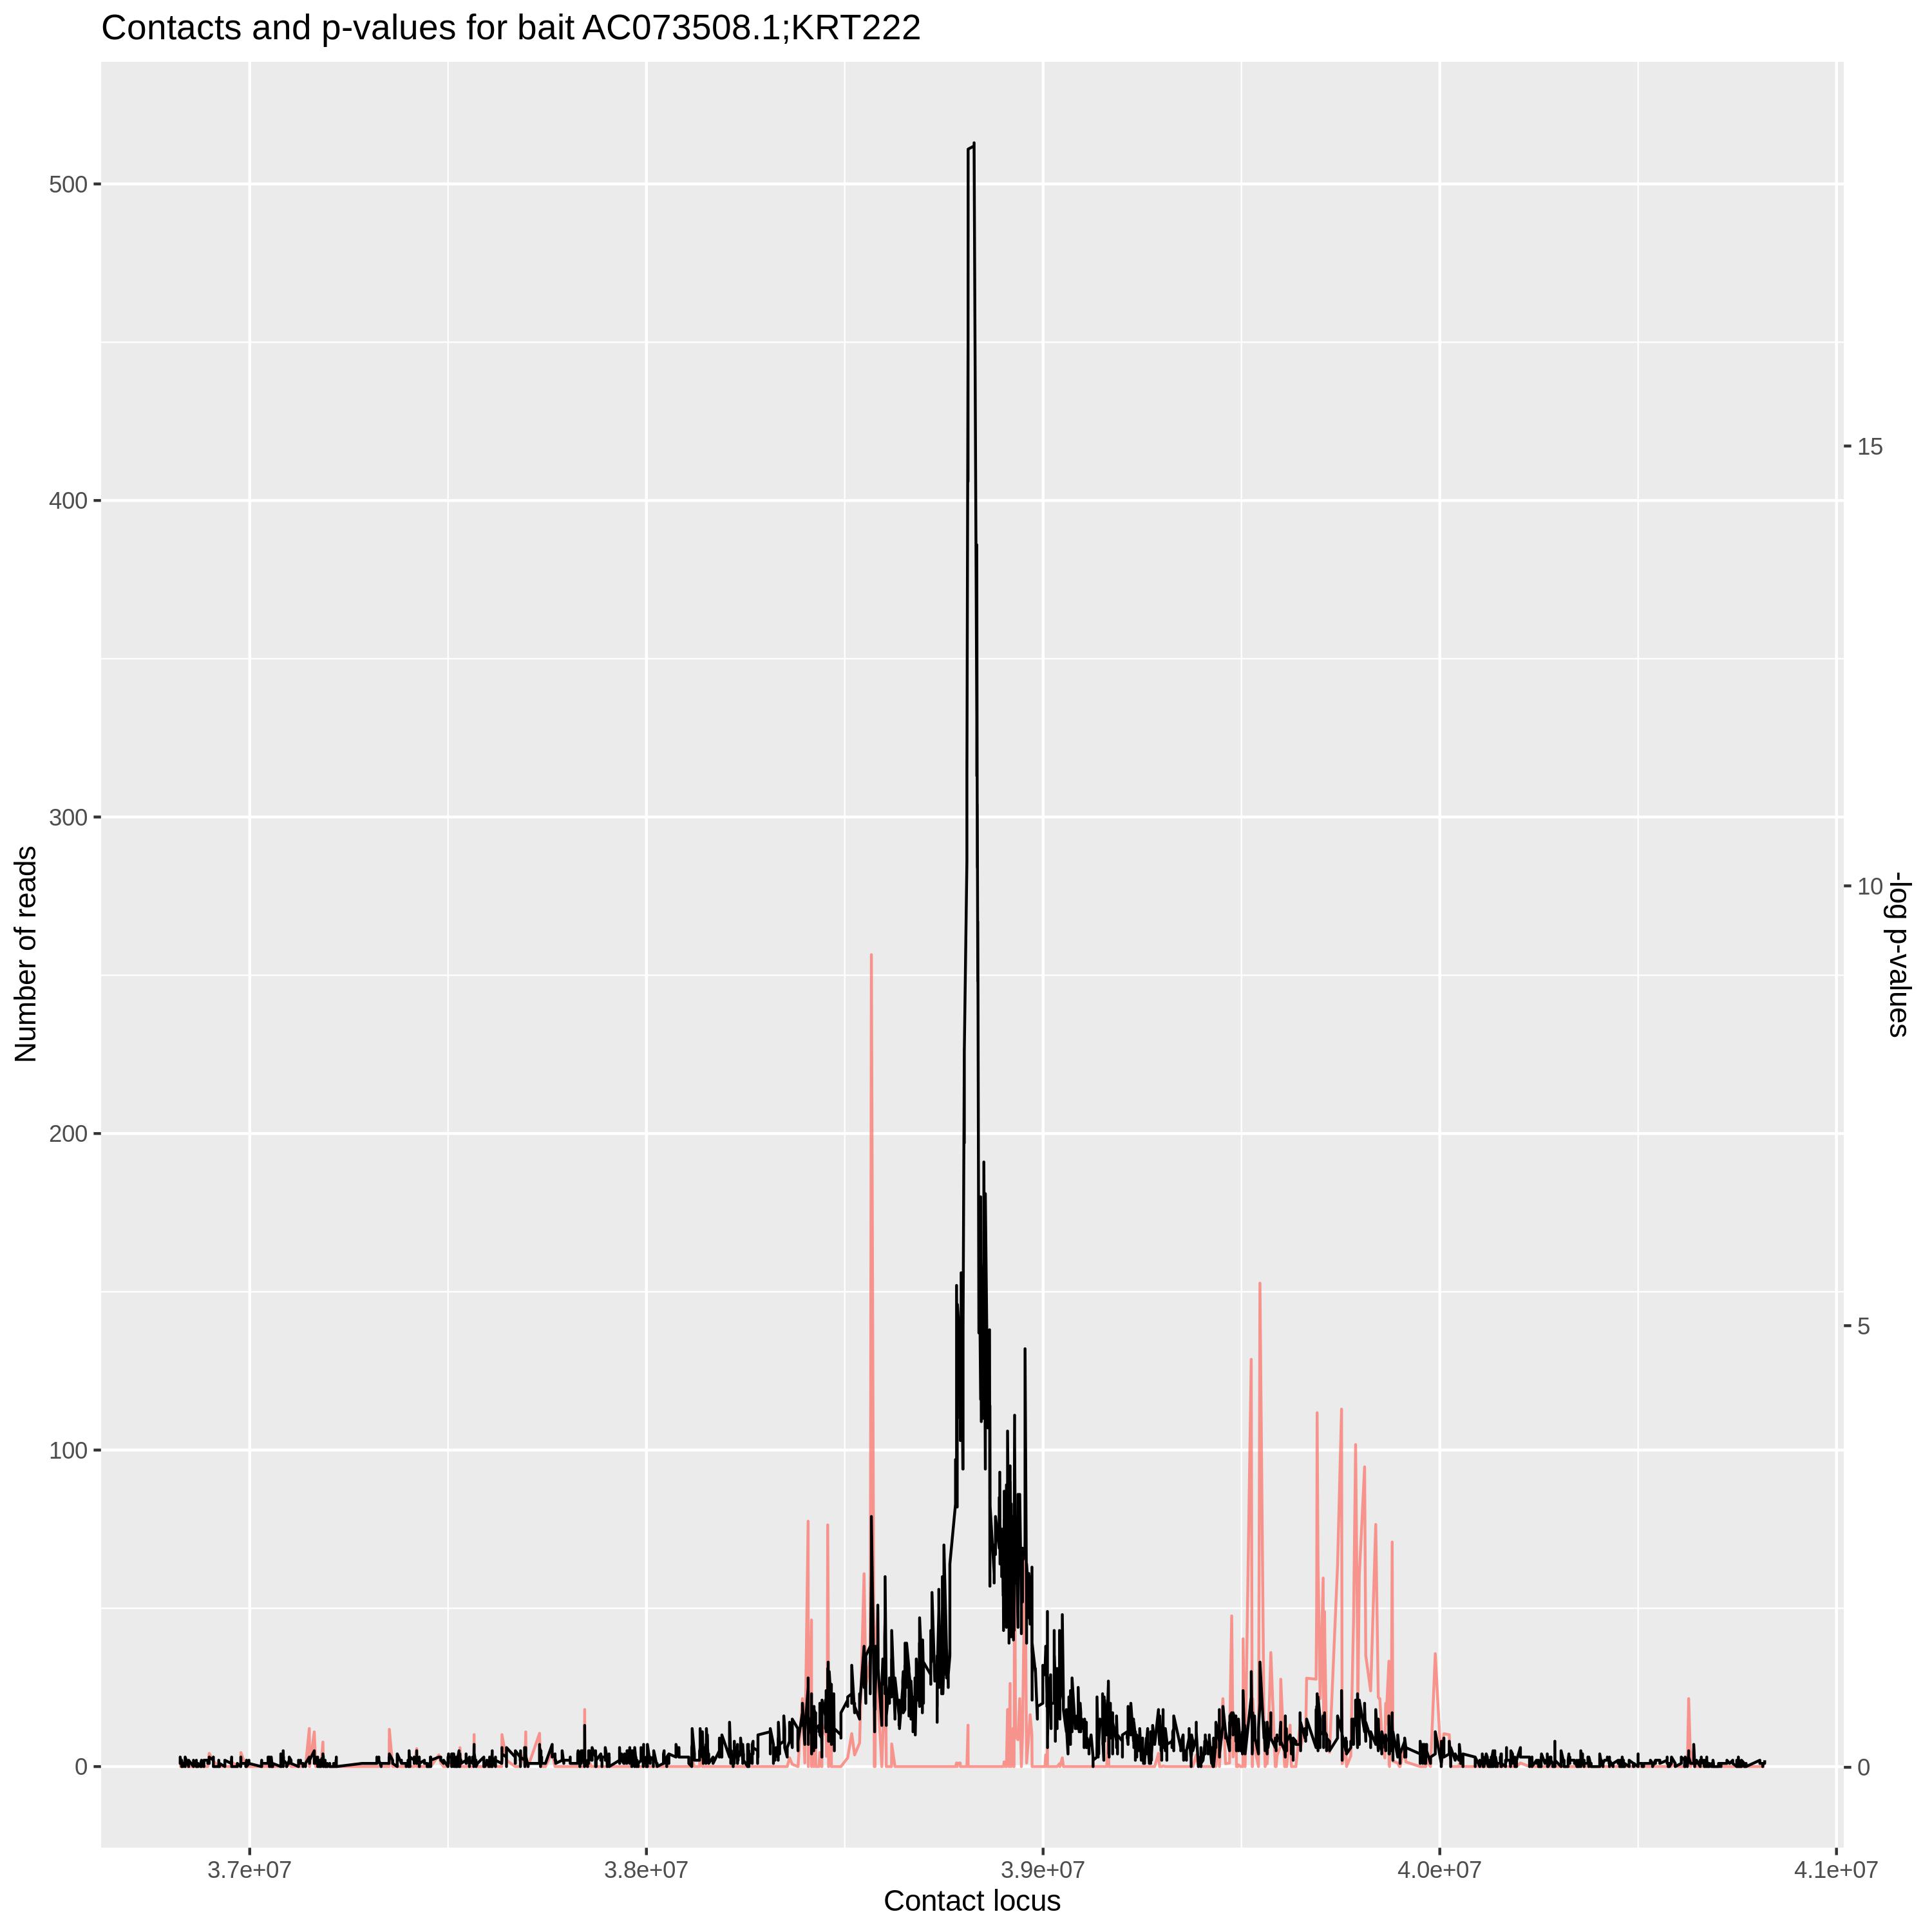 Contacts and p-values for bait AC073508.1;KRT222
Number of reads
500
400
300
200
100
0
15
10
5
0
-log p-values
3.7e+07
3.8e+07
3.9e+07
4.0e+07
4.1e+07
Contact locus